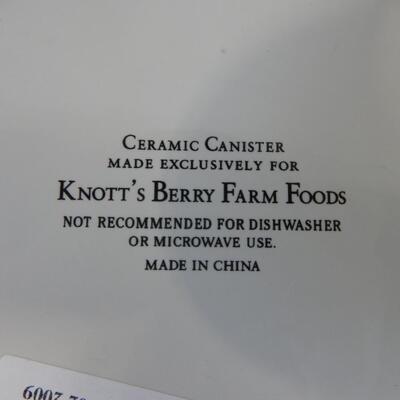 CERAMIC CANISTER
MADE EXCLUSIVELY FOR
KNOTT'S BERRY FARM FOODS
NOT RECOMMENDED FOR DISHWASHER
OR MICROWAVE USE.
MADE IN CHINA